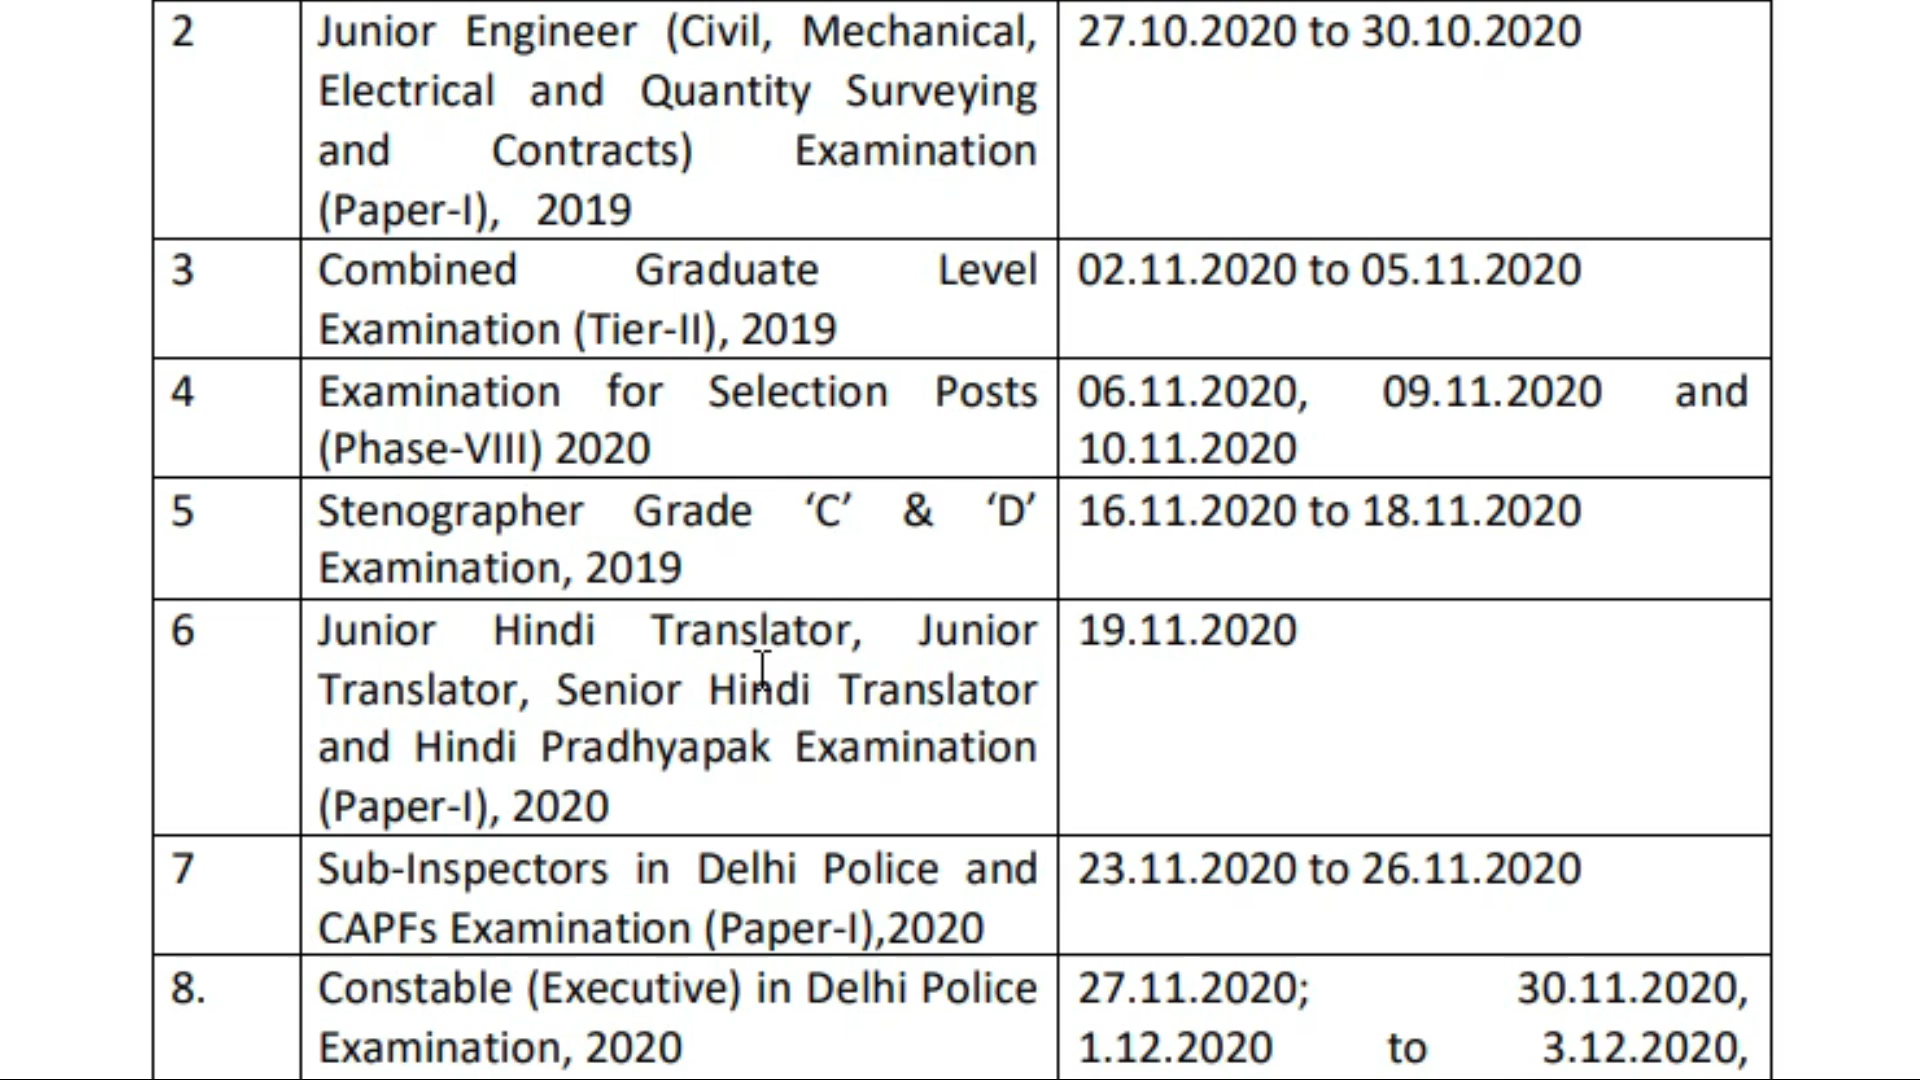 2 Junior Engineer (Civil, Mechanical, 27.10.2020 to 30.10.2020
Electrical and Quantity Surveying
and Contracts) Examination
(Paper-I), 2019
3 Combined Graduate Level 02.11.2020 to 05.11.2020
Examination (Tier-II), 2019
4 Examination for Selection Posts 06.11.2020, 09.11.2020 and
(Phase-VIII) 2020 10.11.2020
5 Stenographer Grade ‘C’ & ‘D’ 16.11.2020 to 18.11.2020
Examination, 2019
6 Junior Hindi Translator, Junior 19.11.2020
Translator, Senior Hindi Translator
and Hindi Pradhyapak Examination
(Paper-I), 2020
7 Sub-Inspectors in Delhi Police and 23.11.2020 to 26.11.2020
CAPFs Examination (Paper-I),2020
8. Constable (Executive) in Delhi Police 27.11.2020; 30.11.2020,
Examination, 2020 1.12.2020 to 3.12.2020,